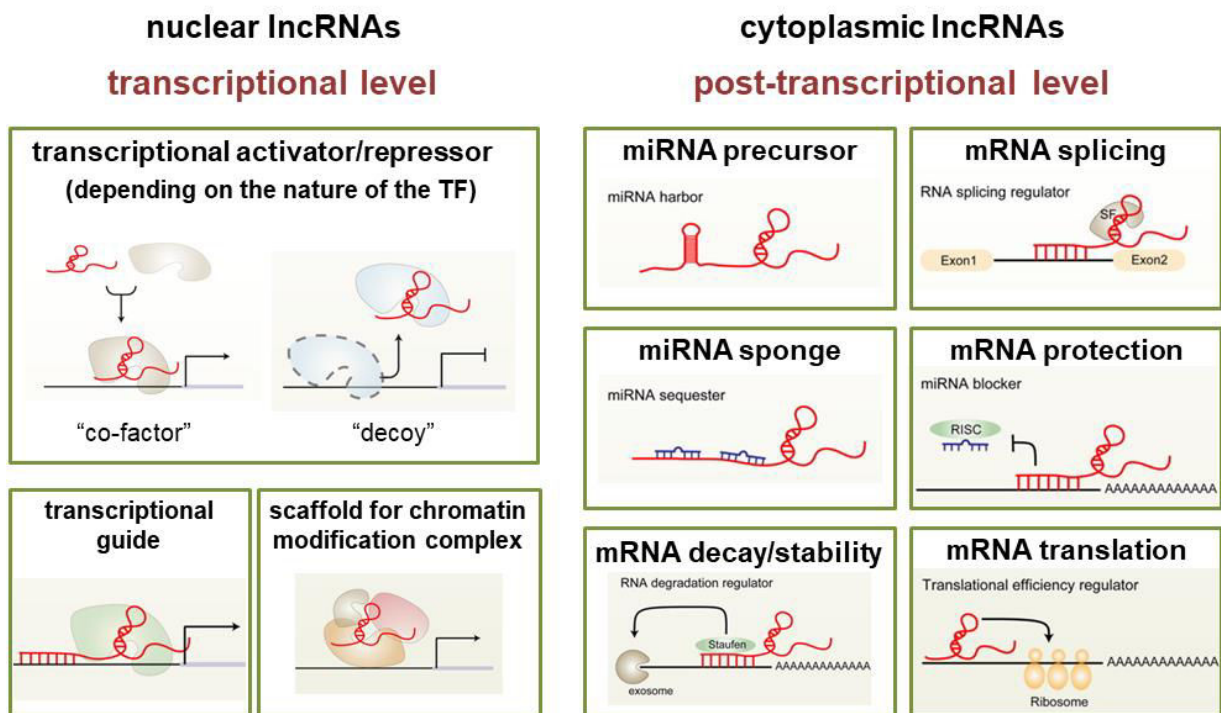 nuclear lncRNAs
transcriptional level
transcriptional activator/repressor
(depending on the nature of the TF)
“co-factor”
“decoy”
transcriptional
guide
scaffold for chromatin
modification complex
cytoplasmic lncRNAs
post-transcriptional level
miRNA precursor
miRNA harbor
mRNA splicing
RNA splicing regulator
SF
Exon1
Exon2
miRNA sponge
miRNA sequester
mRNA protection
miRNA blocker
RISC
AAAAAAAAAAAAA
mRNA decay/stability
RNA degradation regulator
Staufen
AAAAAAAAAAAAA
exosome
mRNA translation
Translational efficiency regulator
AAAAAAAAAAAAA
Ribosome